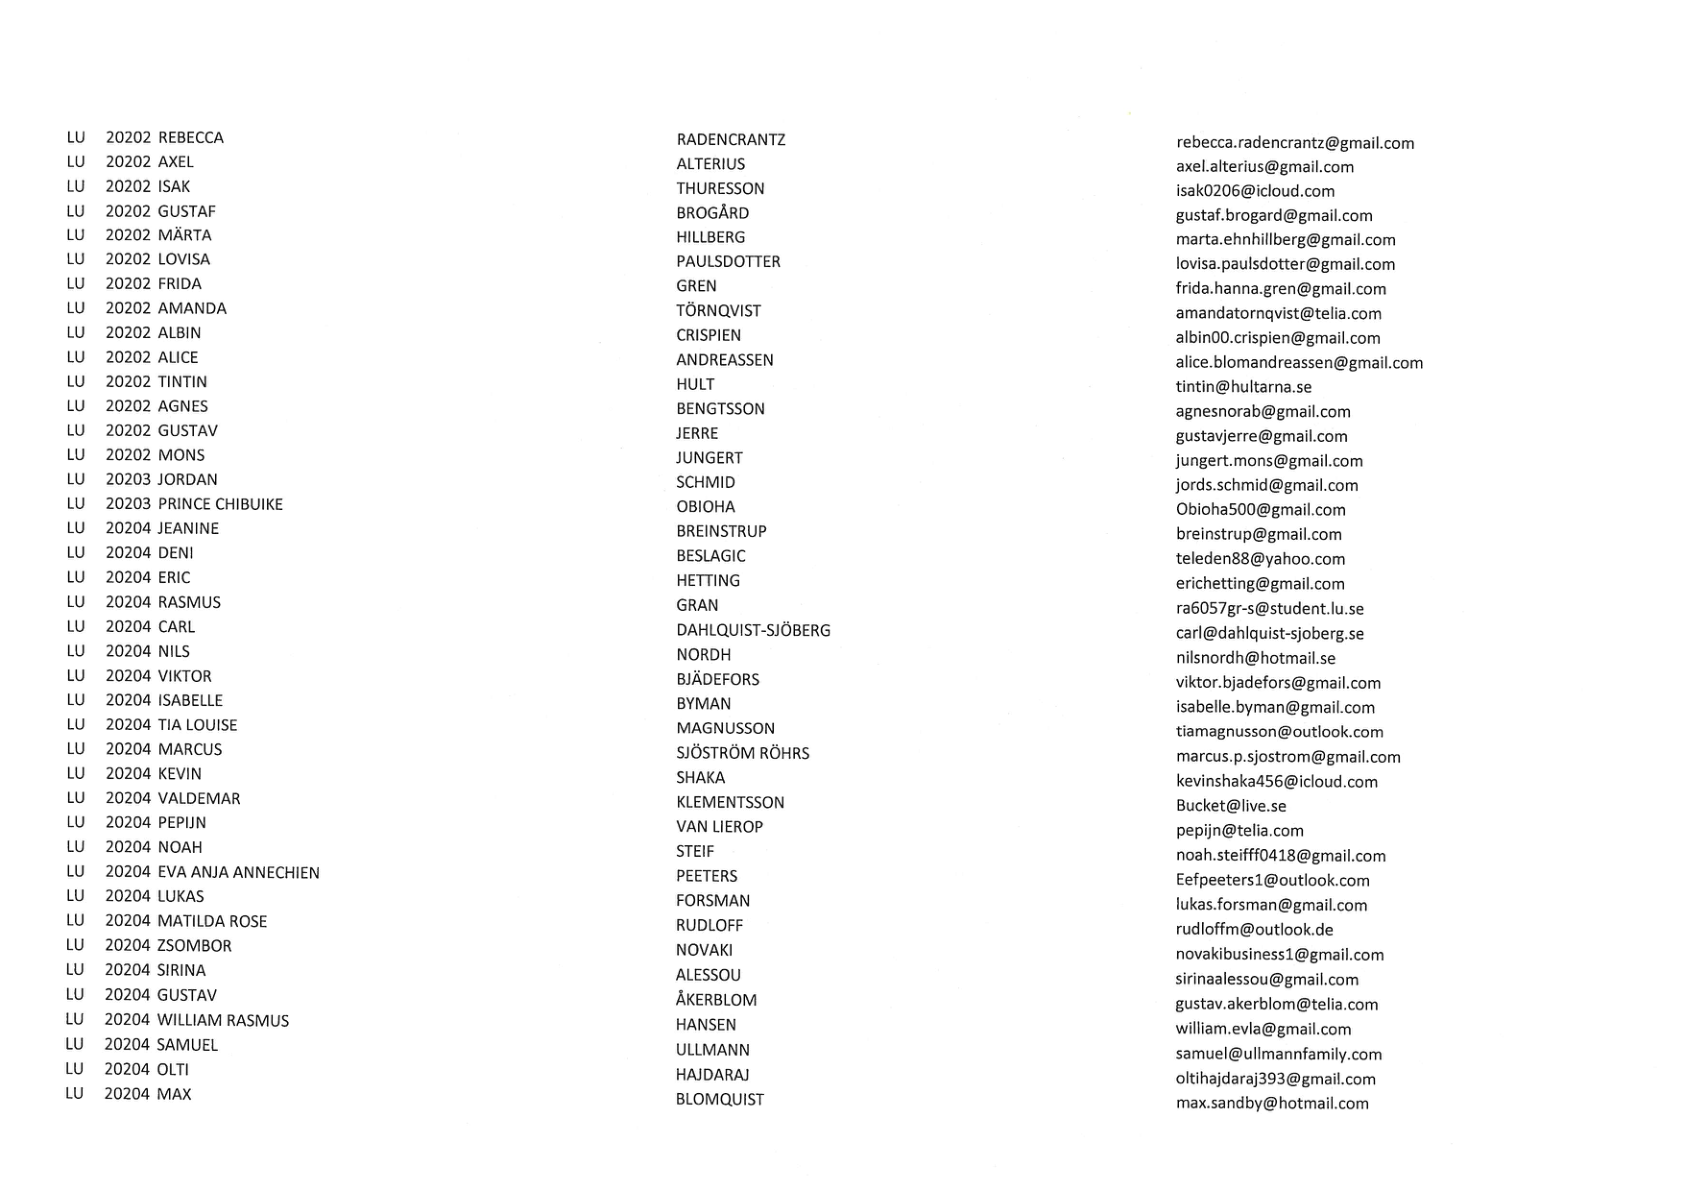 LU 20202 REBECCA RADENCRANTZ rebecca.radencrantz@gmail.com
LU 20202 AXEL ALTERIUS axel.alterius@gmail.com
LU 20202 ISAK THURESSON isak0206@icloud.com
LU 20202 GUSTAF BROGÅRD gustaf.brogard@gmail.com
LU 20202 MÄRTA HILLBERG marta.ehnhillberg@gmail.com
LU 20202 LOVISA PAULSDOTTER lovisa.paulsdotter@gmail.com
LU 20202 FRIDA GREN frida.hanna.gren@gmail.com
LU 20202 AMANDA TÖRNQVIST amandatornqvist@telia.com
LU 20202 ALBIN CRISPIEN albin00.crispien@gmail.com
LU 20202 ALICE ANDREASSEN alice.blomandreassen@gmail.com
LU 20202 TINTIN HULT tintin@hultarna.se
LU 20202 AGNES BENGTSSON agnesnorab@gmail.com
LU 20202 GUSTAV JERRE gustavjerre@gmail.com
LU 20202 MONS JUNGERT jungert.mons@gmail.com
LU 20203 JORDAN SCHMID jords.schmid@gmail.com
LU 20203 PRINCE CHIBUIKE OBIOHA Obioha500@gmail.com
LU 20204 JEANINE BREINSTRUP breinstrup@gmail.com
LU 20204 DENI BESLAGIC teleden88@yahoo.com
LU 20204 ERIC HETTING erichetting@gmail.com
LU 20204 RASMUS GRAN ra6057gr-s@student.lu.se
LU 20204 CARL DAHLQUIST-SJÖBERG carl@dahlquist-sjoberg.se
LU 20204 NILS NORDH nilsnordh@hotmail.se
LU 20204 VIKTOR BJÄDEFORS viktor.bjadefors@gmail.com
LU 20204 ISABELLE BYMAN isabelle.byman@gmail.com
LU 20204 TIA LOUISE MAGNUSSON tiamagnusson@outlook.com
LU 20204 MARCUS SJÖSTRÖM RÖHRS marcus.p.sjostrom@gmail.com
LU 20204 KEVIN SHAKA kevinshaka456@icloud.com
LU 20204 VALDEMAR KLEMENTSSON Bucket@live.se
LU 20204 PEPIJN VAN LIEROP pepijn@telia.com
LU 20204 NOAH STEIF noah.steifff0418@gmail.com
LU 20204 EVA ANJA ANNECHIEN PEETERS Eefpeeters1@outlook.com
LU 20204 LUKAS FORSMAN lukas.forsman@gmail.com
LU 20204 MATILDA ROSE RUDLOFF rudloffm@outlook.de
LU 20204 ZSOMBOR NOVAKI novakibusiness1@gmail.com
LU 20204 SIRINA ALESSOU sirinaalessou@gmail.com
LU 20204 GUSTAV ÅKERBLOM gustav.akerblom@telia.com
LU 20204 WILLIAM RASMUS HANSEN william.evla@gmail.com
LU 20204 SAMUEL ULLMANN samuel@ullmannfamily.com
LU 20204 OLTI HAJDARAJ oltihajdaraj393@gmail.com
LU 20204 MAX BLOMQUIST max.sandby@hotmail.com